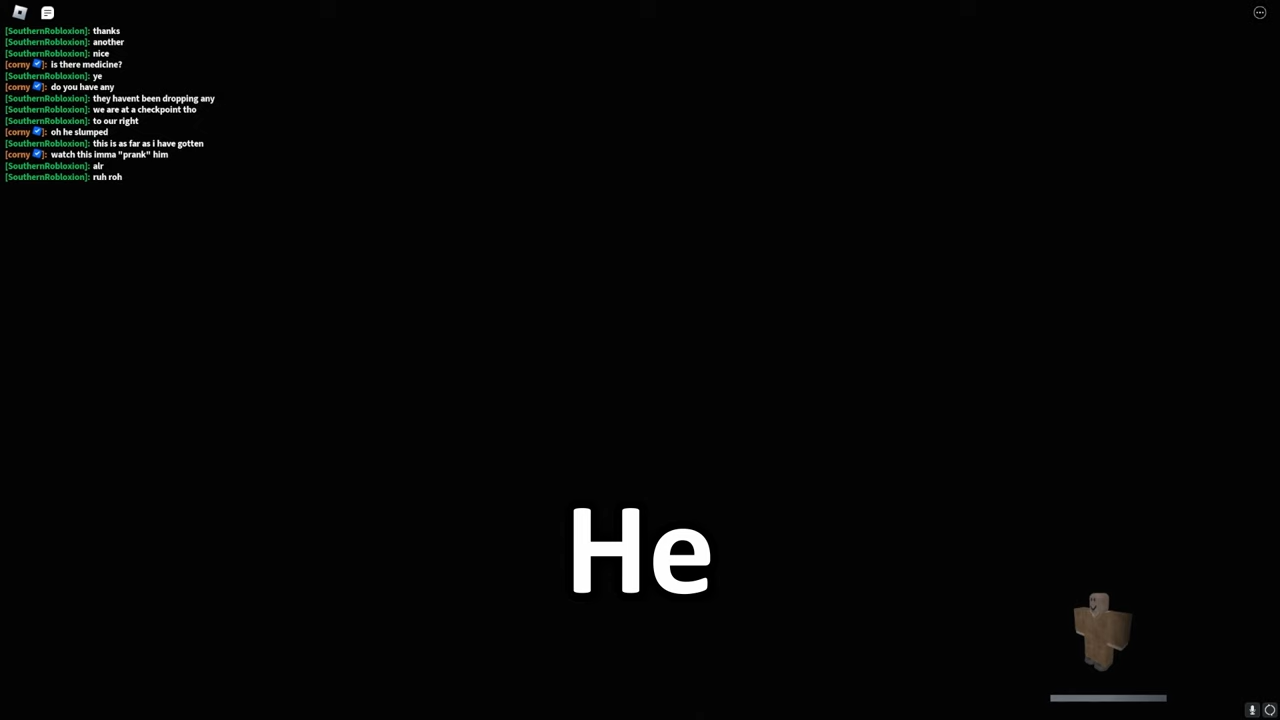 [SouthernRobloxion]: thanks
[SouthernRobloxion]: another
[SouthernRobloxion]: nice
[corny]: is there medicine?
[SouthernRobloxion]: ye
[corny]: do you have any
[SouthernRobloxion]: they havent been dropping any
[SouthernRobloxion]: we are at a checkpoint tho
[SouthernRobloxion]: to our right
[corny]: oh he slumped
[SouthernRobloxion]: this is as far as i have gotten
[corny]: watch this imma "prank" him
[SouthernRobloxion]: alr
[SouthernRobloxion]: ruh roh
He